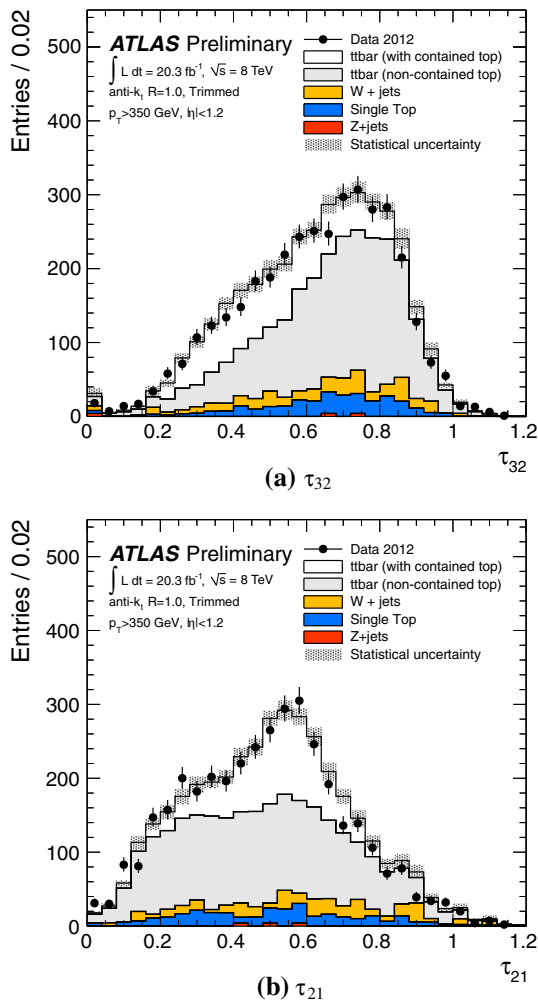 Entries / 0.02
500
400
300
200
100
0
ATLAS Preliminary
∫ L dt = 20.3 fb⁻¹, √s = 8 TeV
anti-kₜ R=1.0, Trimmed
p_T>350 GeV, |η|<1.2
Data 2012
ttbar (with contained top)
ttbar (non-contained top)
W + jets
Single Top
Z+jets
Statistical uncertainty
0 0.2 0.4 0.6 0.8 1 1.2
τ₃₂
(a) τ₃₂
Entries / 0.02
500
400
300
200
100
0
ATLAS Preliminary
∫ L dt = 20.3 fb⁻¹, √s = 8 TeV
anti-kₜ R=1.0, Trimmed
p_T>350 GeV, |η|<1.2
Data 2012
ttbar (with contained top)
ttbar (non-contained top)
W + jets
Single Top
Z+jets
Statistical uncertainty
0 0.2 0.4 0.6 0.8 1 1.2
τ₂₁
(b) τ₂₁